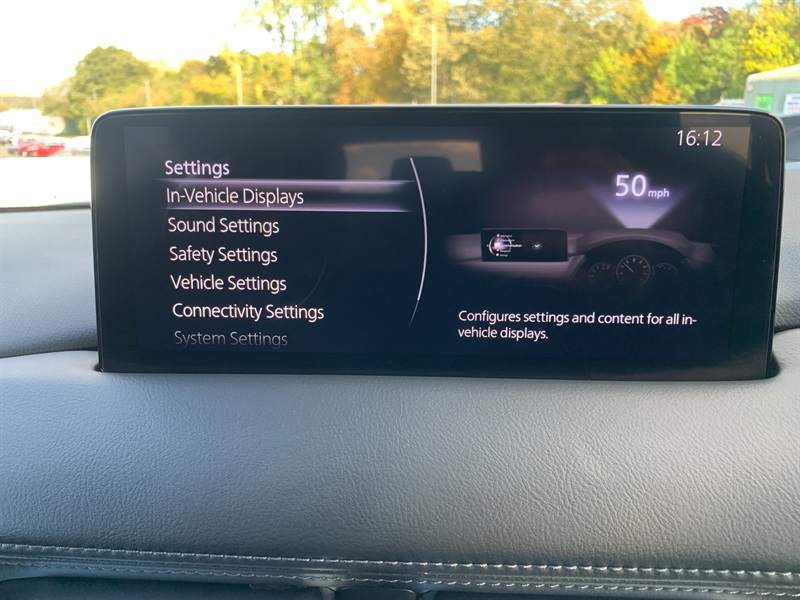 16:12
Settings
In-Vehicle Displays
Sound Settings
Safety Settings
Vehicle Settings
Connectivity Settings
System Settings
50 mph
Configures settings and content for all in-
vehicle displays.